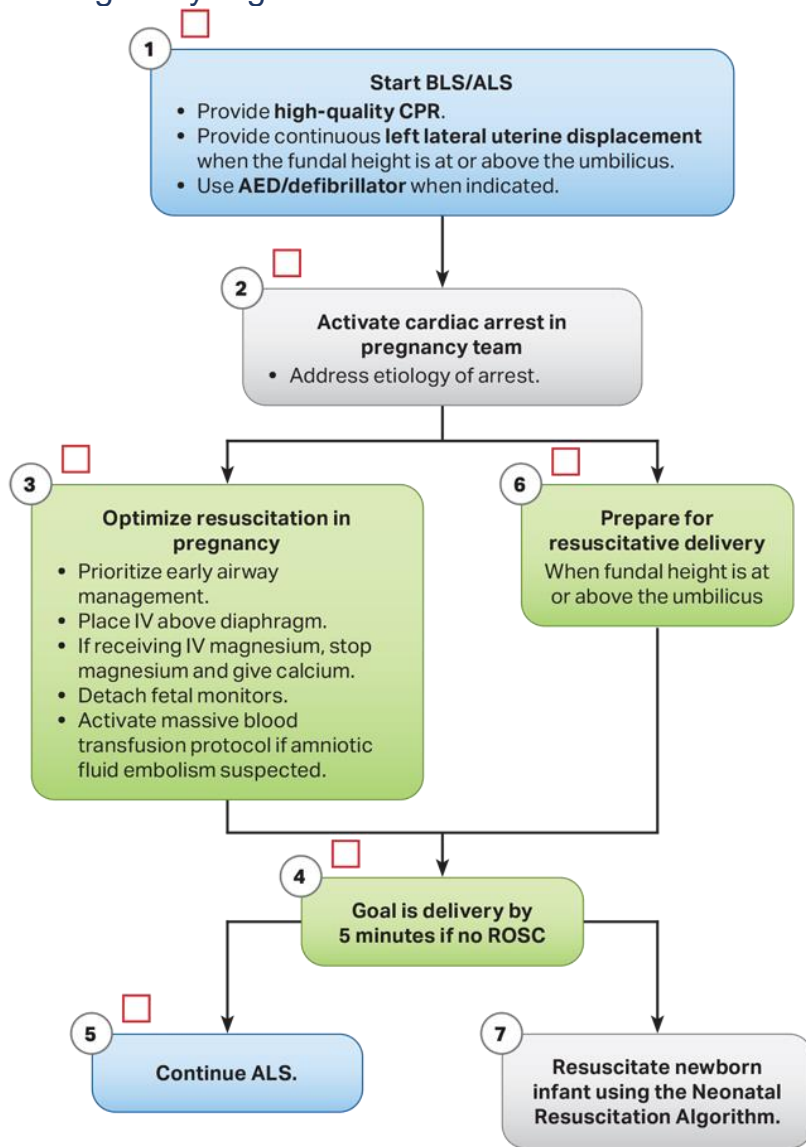 1
Start BLS/ALS
• Provide high-quality CPR.
• Provide continuous left lateral uterine displacement
when the fundal height is at or above the umbilicus.
• Use AED/defibrillator when indicated.
2
Activate cardiac arrest in
pregnancy team
• Address etiology of arrest.
3
Optimize resuscitation in
pregnancy
• Prioritize early airway
management.
• Place IV above diaphragm.
• If receiving IV magnesium, stop
magnesium and give calcium.
• Detach fetal monitors.
• Activate massive blood
transfusion protocol if amniotic
fluid embolism suspected.
6
Prepare for
resuscitative delivery
When fundal height is at
or above the umbilicus
4
Goal is delivery by
5 minutes if no ROSC
5
Continue ALS.
7
Resuscitate newborn
infant using the Neonatal
Resuscitation Algorithm.